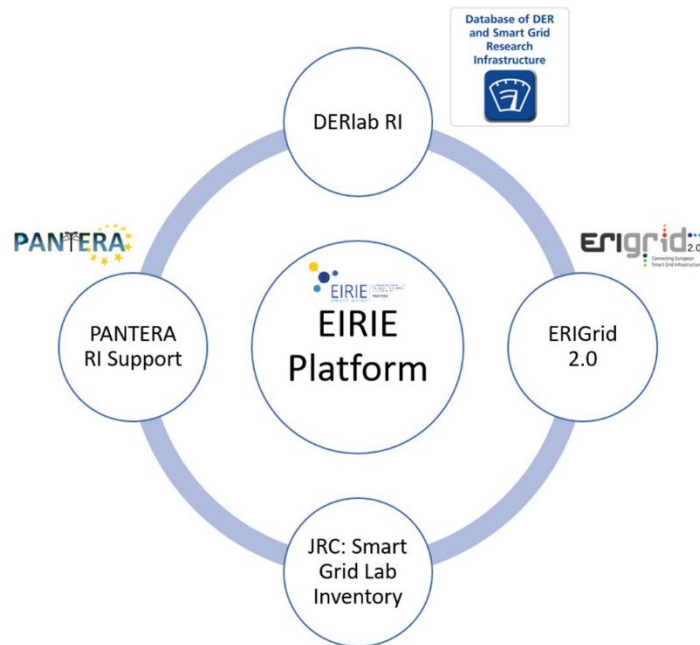 Database of DER
and Smart Grid
Research
Infrastructure
DERlab RI
PANTERA
ERIgrid 2.0
Connecting European
Smart Grid Infrastructures
EIRIE
EIRIE
Platform
PANTERA
RI Support
ERIGrid
2.0
JRC: Smart
Grid Lab
Inventory